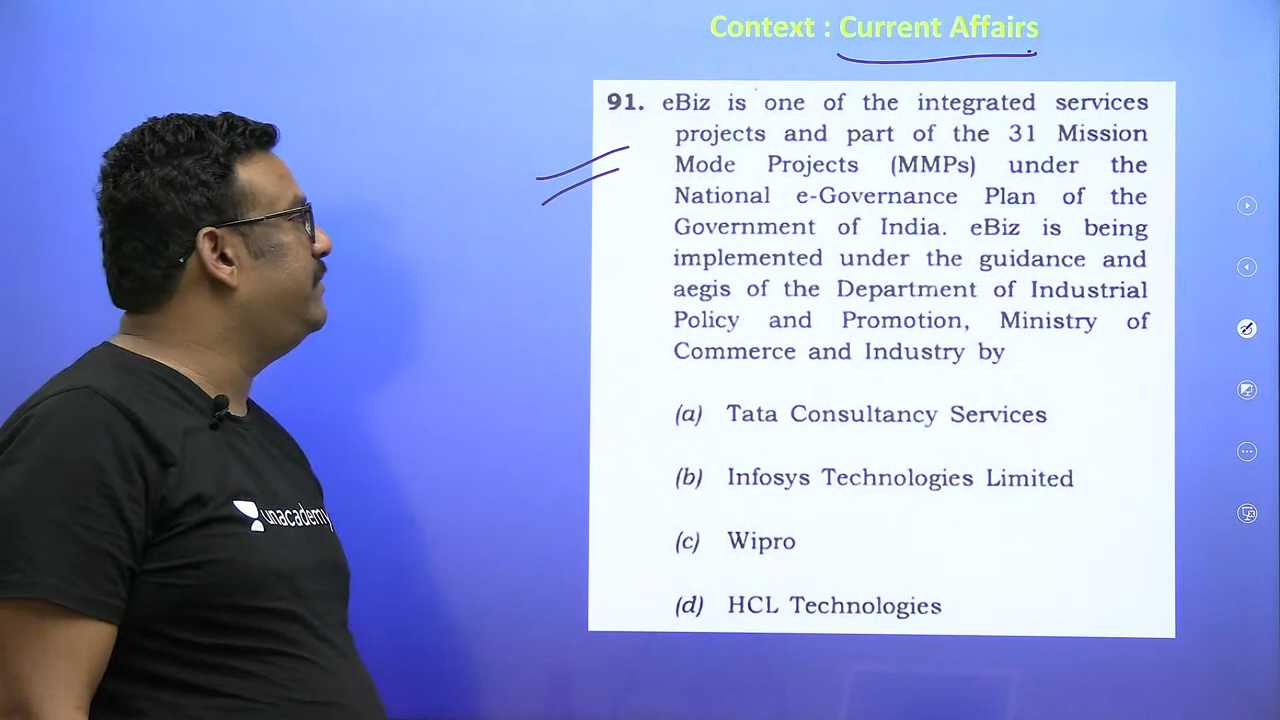 Context : Current Affairs
91. eBiz is one of the integrated services
projects and part of the 31 Mission
Mode Projects (MMPs) under the
National e-Governance Plan of the
Government of India. eBiz is being
implemented under the guidance and
aegis of the Department of Industrial
Policy and Promotion, Ministry of
Commerce and Industry by
(a) Tata Consultancy Services
(b) Infosys Technologies Limited
(c) Wipro
(d) HCL Technologies
unacademy